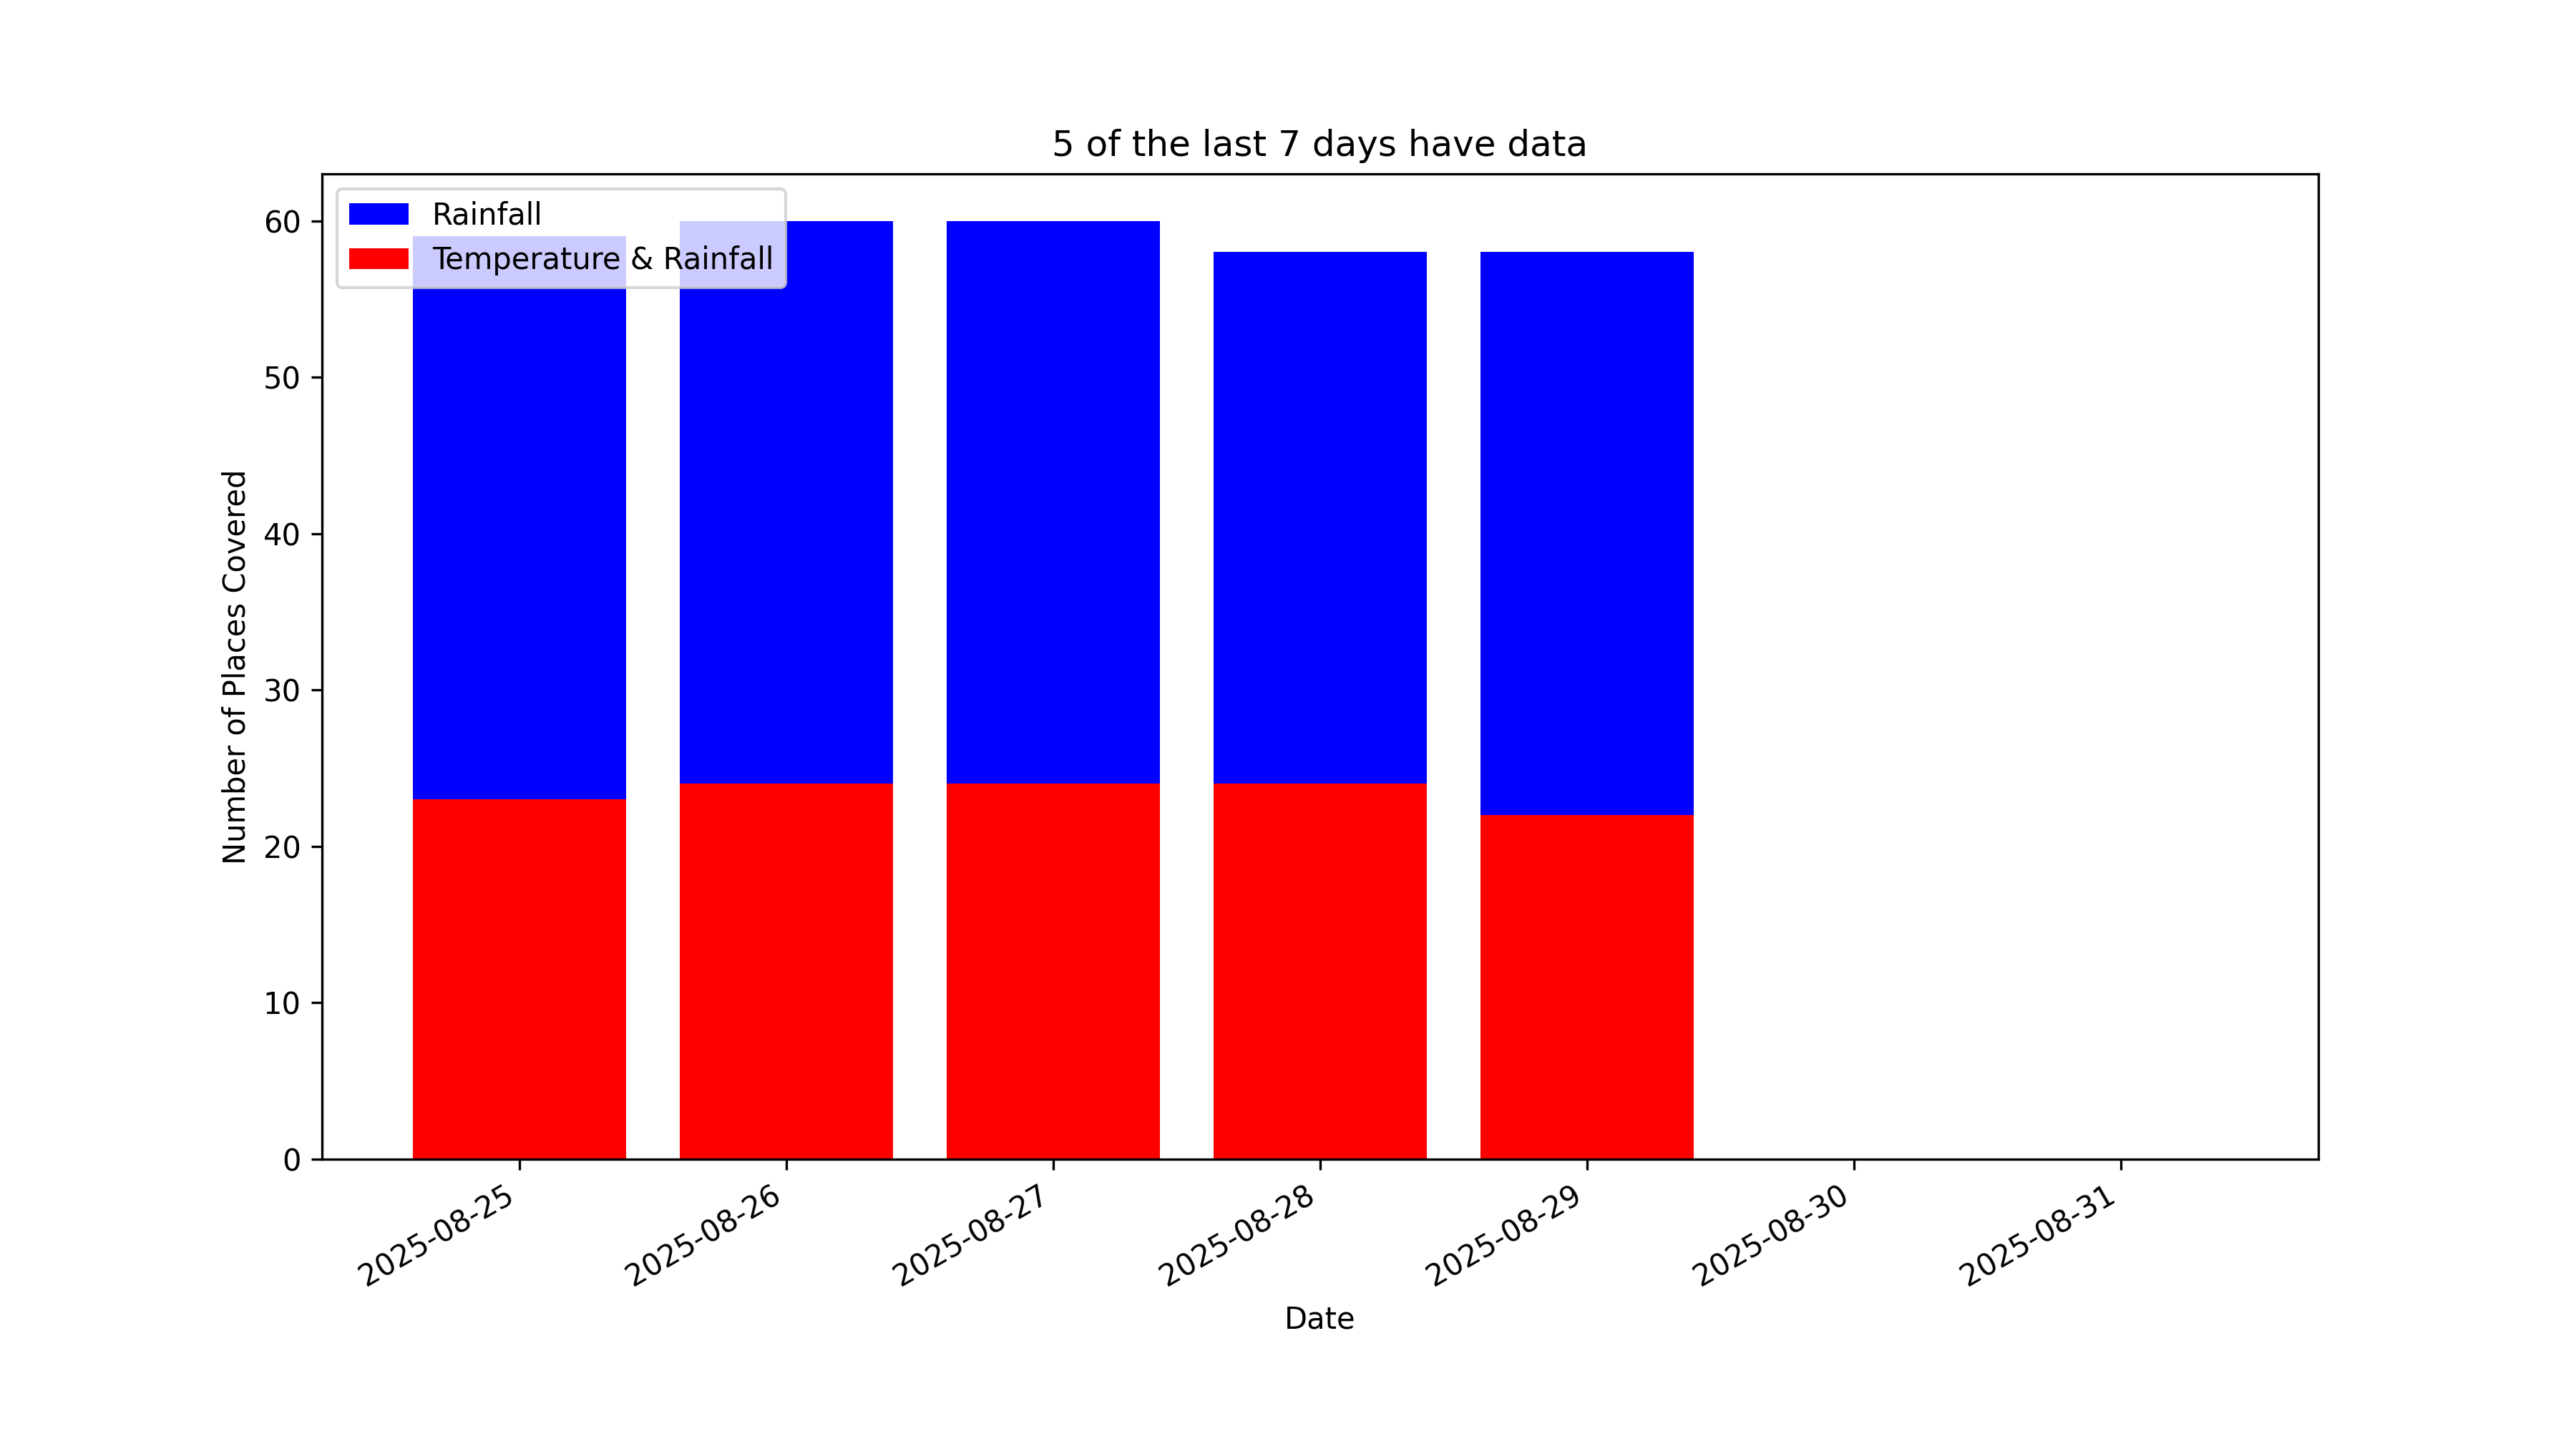 5 of the last 7 days have data
Rainfall
Temperature & Rainfall
Number of Places Covered
60
50
40
30
20
10
0
2025-08-25
2025-08-26
2025-08-27
2025-08-28
2025-08-29
2025-08-30
2025-08-31
Date